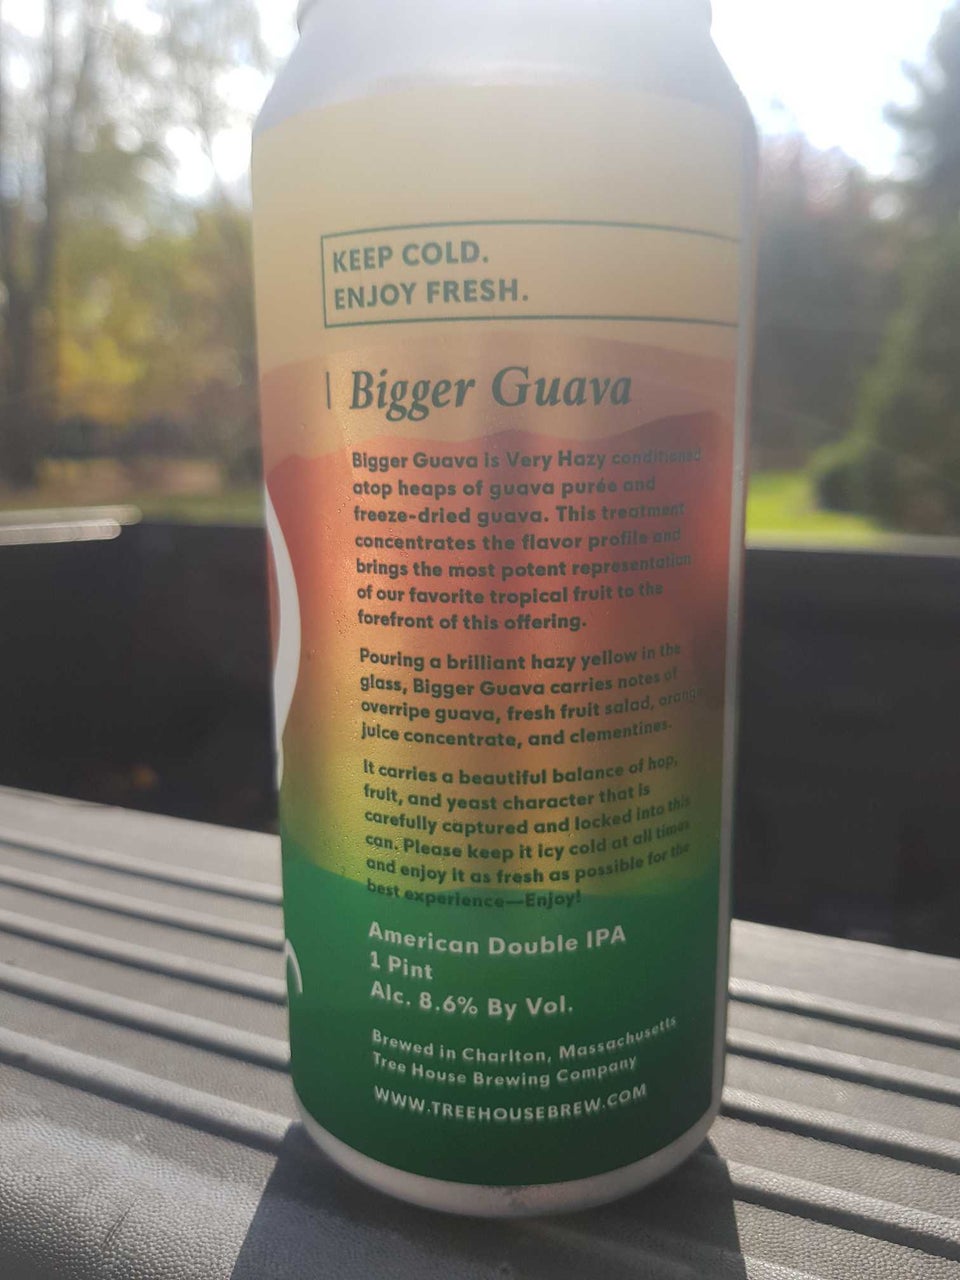 KEEP COLD.
ENJOY FRESH.
Bigger Guava
Bigger Guava is Very Hazy conditioned
atop heaps of guava purée and
freeze-dried guava. This treatment
concentrates the flavor profile and
brings the most potent representation
of our favorite tropical fruit to the
forefront of this offering.
Pouring a brilliant hazy yellow in the
glass, Bigger Guava carries notes of
overripe guava, fresh fruit salad, orange
juice concentrate, and clementines.
It carries a beautiful balance of hop,
fruit, and yeast character that is
carefully captured and locked into this
can. Please keep it icy cold at all times
and enjoy it as fresh as possible for the
best experience—Enjoy!
American Double IPA
1 Pint
Alc. 8.6% By Vol.
Brewed in Charlton, Massachusetts
Tree House Brewing Company
WWW.TREEHOUSEBREW.COM